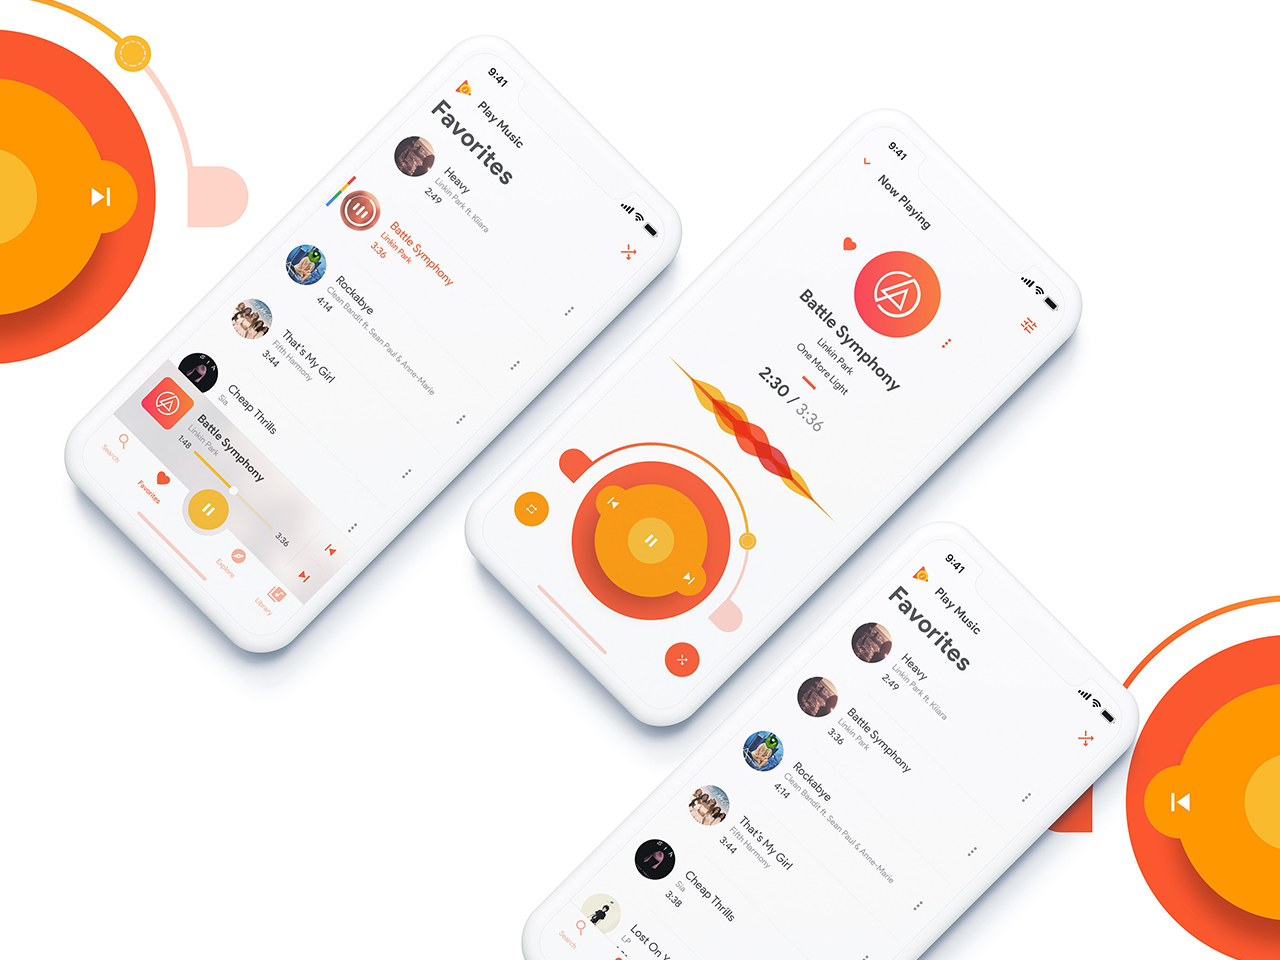 9:41
Play Music
Favorites
Heavy
Linkin Park ft. Kiiara
2:49
Battle Symphony
Linkin Park
3:36
Rockabye
Clean Bandit ft. Sean Paul & Anne-Marie
4:14
That's My Girl
Fifth Harmony
3:44
SIA
Cheap Thrills
Sia
Battle Symphony
Linkin Park
1:48
3:36
Search
Favorites
Explore
Library
9:41
Now Playing
Battle Symphony
Linkin Park
One More Light
2:30 / 3:36
9:41
Play Music
Favorites
Heavy
Linkin Park ft. Kiiara
2:49
Battle Symphony
Linkin Park
3:36
Rockabye
Clean Bandit ft. Sean Paul & Anne-Marie
4:14
That's My Girl
Fifth Harmony
3:44
SIA
Cheap Thrills
Sia
3:38
Lost On Y
LP
Search